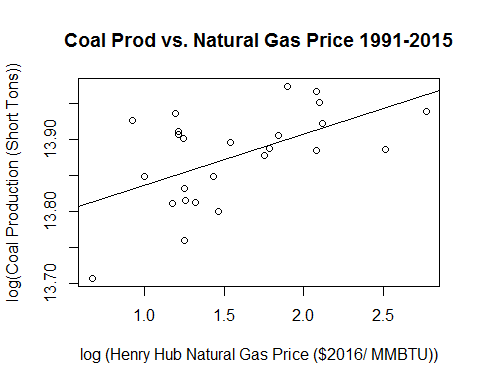 Coal Prod vs. Natural Gas Price 1991-2015
log(Coal Production (Short Tons))
13.90
13.80
13.70
1.0 1.5 2.0 2.5
log (Henry Hub Natural Gas Price ($2016/ MMBTU))